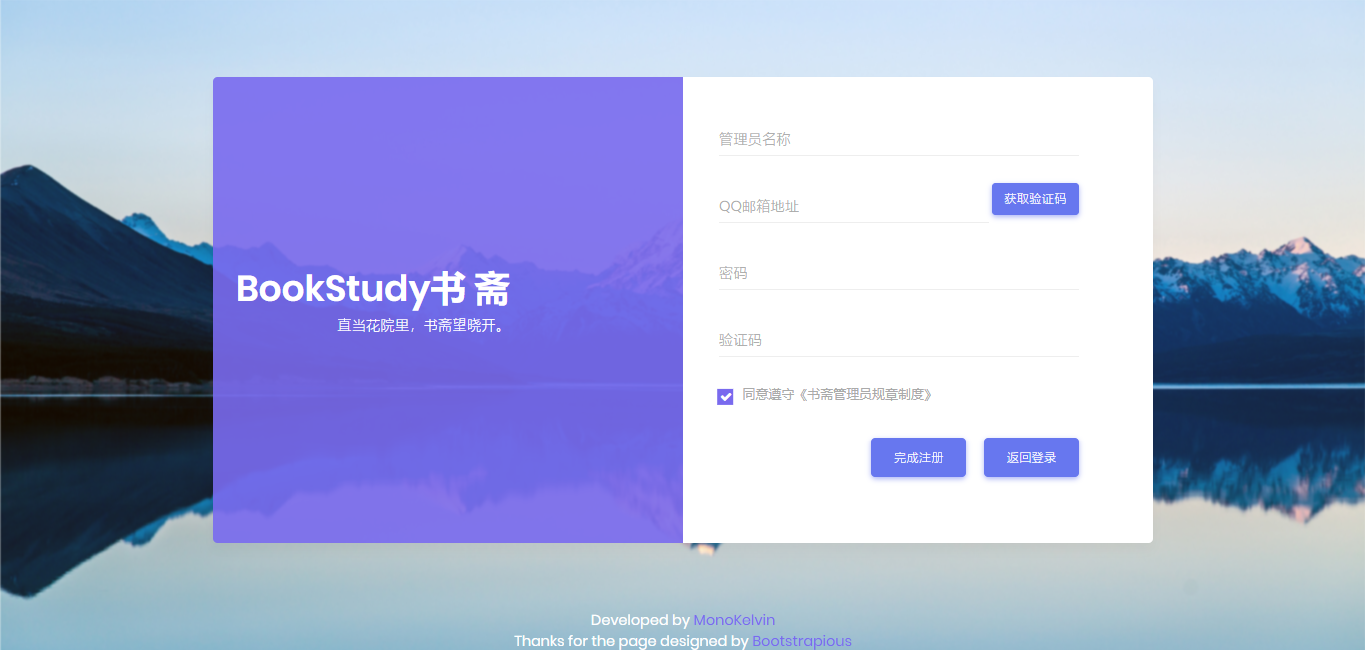 BookStudy书 斋
直当花院里，书斋望晓开。
管理员名称
QQ邮箱地址
获取验证码
密码
验证码
同意遵守《书斋管理员规章制度》
完成注册
返回登录
Developed by MonoKelvin
Thanks for the page designed by Bootstrapious